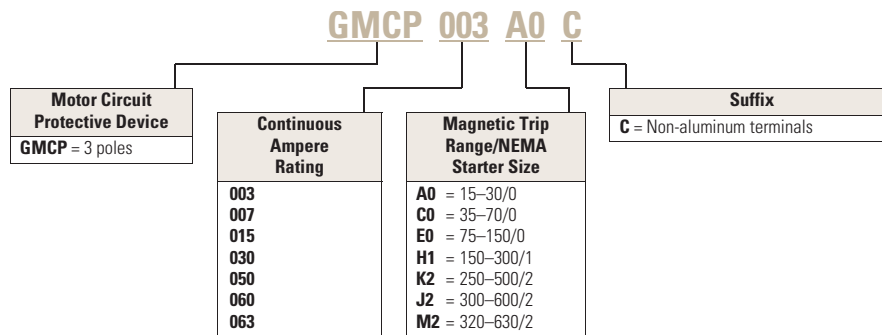 GMCP 003 A0 C
Motor Circuit
Protective Device
GMCP = 3 poles
Continuous
Ampere
Rating
003
007
015
030
050
060
063
Magnetic Trip
Range/NEMA
Starter Size
A0 = 15–30/0
C0 = 35–70/0
E0 = 75–150/0
H1 = 150–300/1
K2 = 250–500/2
J2 = 300–600/2
M2 = 320–630/2
Suffix
C = Non-aluminum terminals